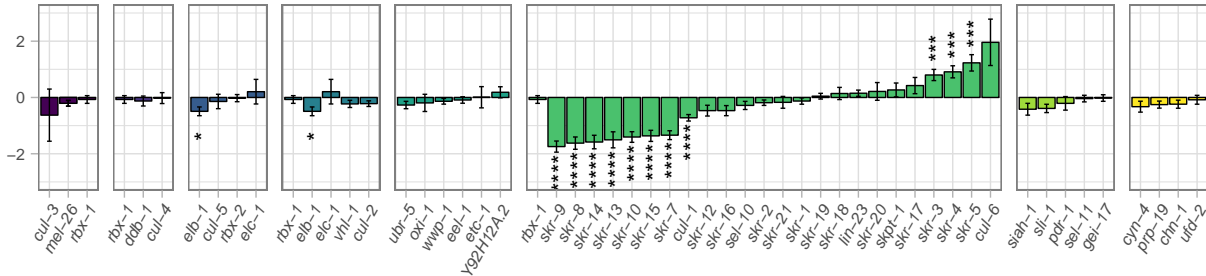 2
0
−2
*
*
****
****
****
****
****
****
****
****
***
***
***
cul−3
mel−26
rbx−1
rbx−1
ddb−1
cul−4
elb−1
cul−5
rbx−2
elc−1
rbx−1
elb−1
elc−1
vhl−1
cul−2
ubr−5
oxi−1
wwp−1
eel−1
etc−1
Y92H12A.2
rbx−1
skr−9
skr−8
skr−14
skr−13
skr−10
skr−15
skr−7
cul−1
skr−12
skr−16
sel−10
skr−2
skr−21
skr−1
skr−19
skr−18
lin−23
skr−20
skpt−1
skr−17
skr−3
skr−4
skr−5
cul−6
siah−1
sli−1
pdr−1
sel−11
gei−17
cyn−4
prp−19
chn−1
ufd−2